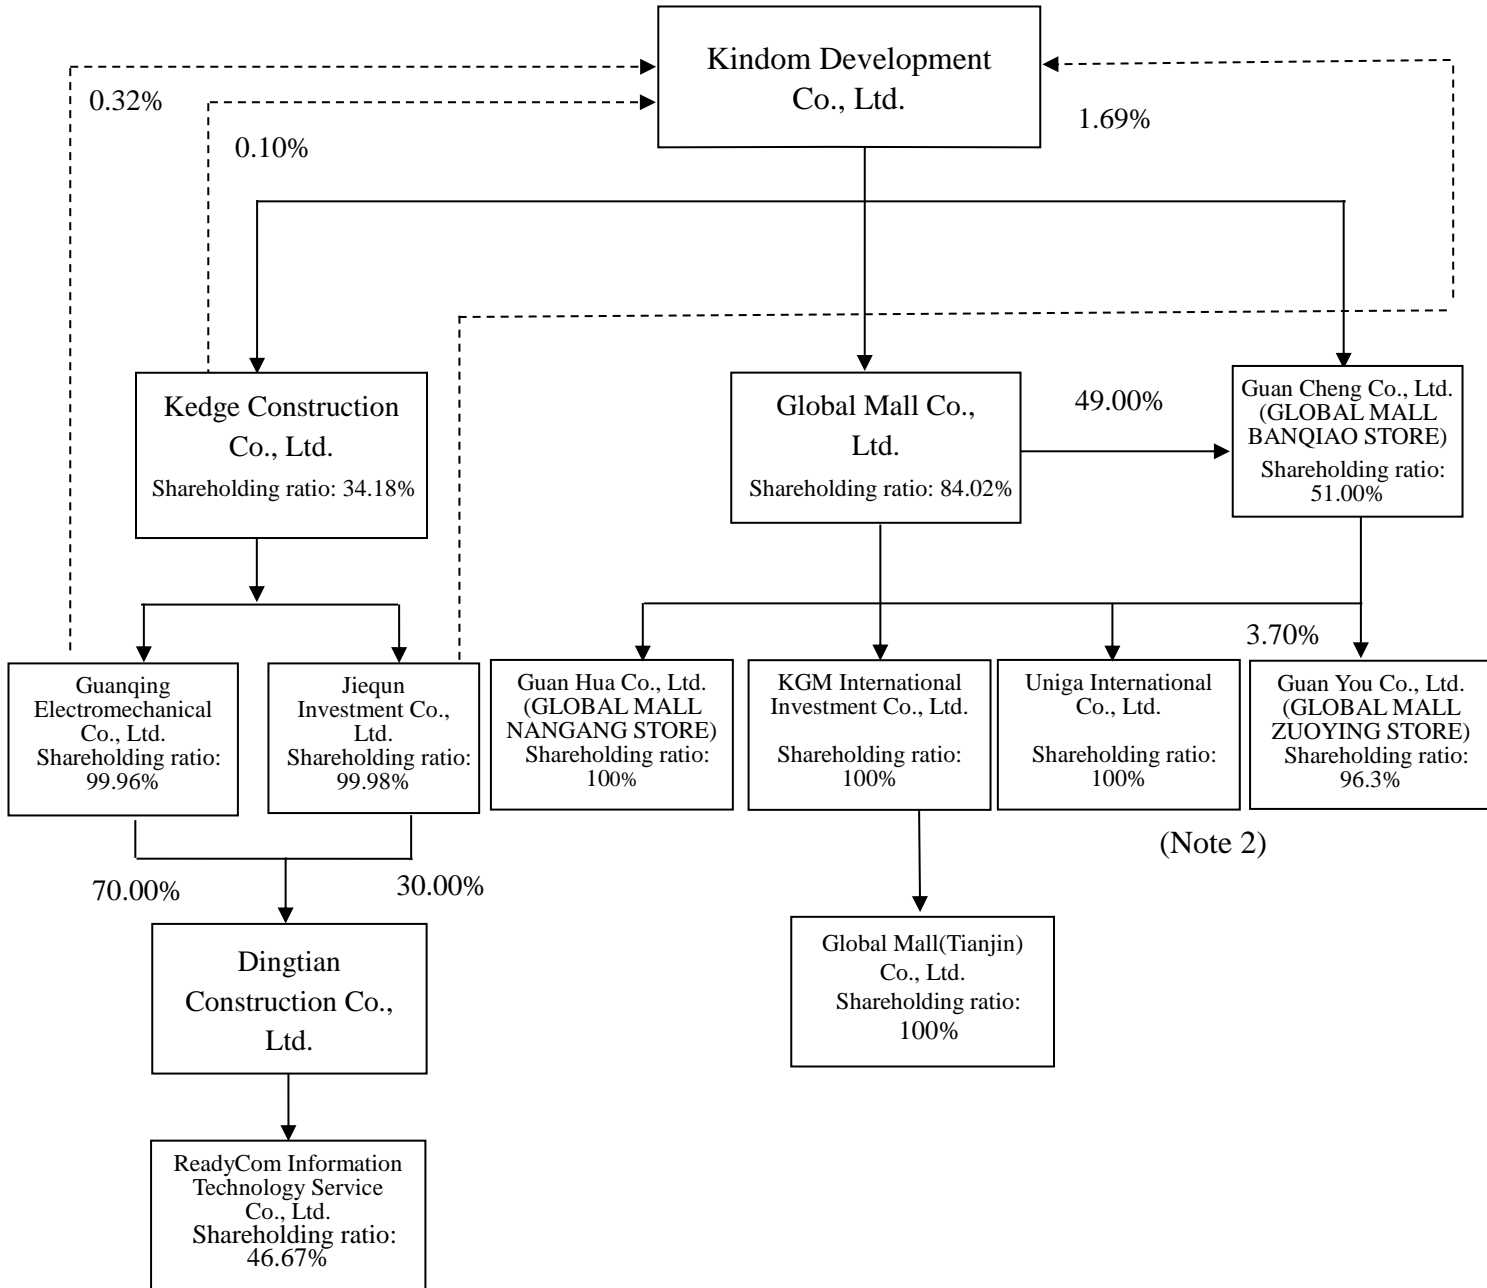 Kindom Development
Co., Ltd.
0.32%
0.10%
1.69%
Kedge Construction
Co., Ltd.
Shareholding ratio: 34.18%
Global Mall Co.,
Ltd.
Shareholding ratio: 84.02%
49.00%
Guan Cheng Co., Ltd.
(GLOBAL MALL
BANQIAO STORE)
Shareholding ratio:
51.00%
3.70%
Guanqing
Electromechanical
Co., Ltd.
Shareholding ratio:
99.96%
Jiequn
Investment Co.,
Ltd.
Shareholding ratio:
99.98%
Guan Hua Co., Ltd.
(GLOBAL MALL
NANGANG STORE)
Shareholding ratio:
100%
KGM International
Investment Co., Ltd.
Shareholding ratio:
100%
Uniga International
Co., Ltd.
Shareholding ratio:
100%
Guan You Co., Ltd.
(GLOBAL MALL
ZUOYING STORE)
Shareholding ratio:
96.3%
(Note 2)
70.00%
30.00%
Dingtian
Construction Co.,
Ltd.
Global Mall(Tianjin)
Co., Ltd.
Shareholding ratio:
100%
ReadyCom Information
Technology Service
Co., Ltd.
Shareholding ratio:
46.67%